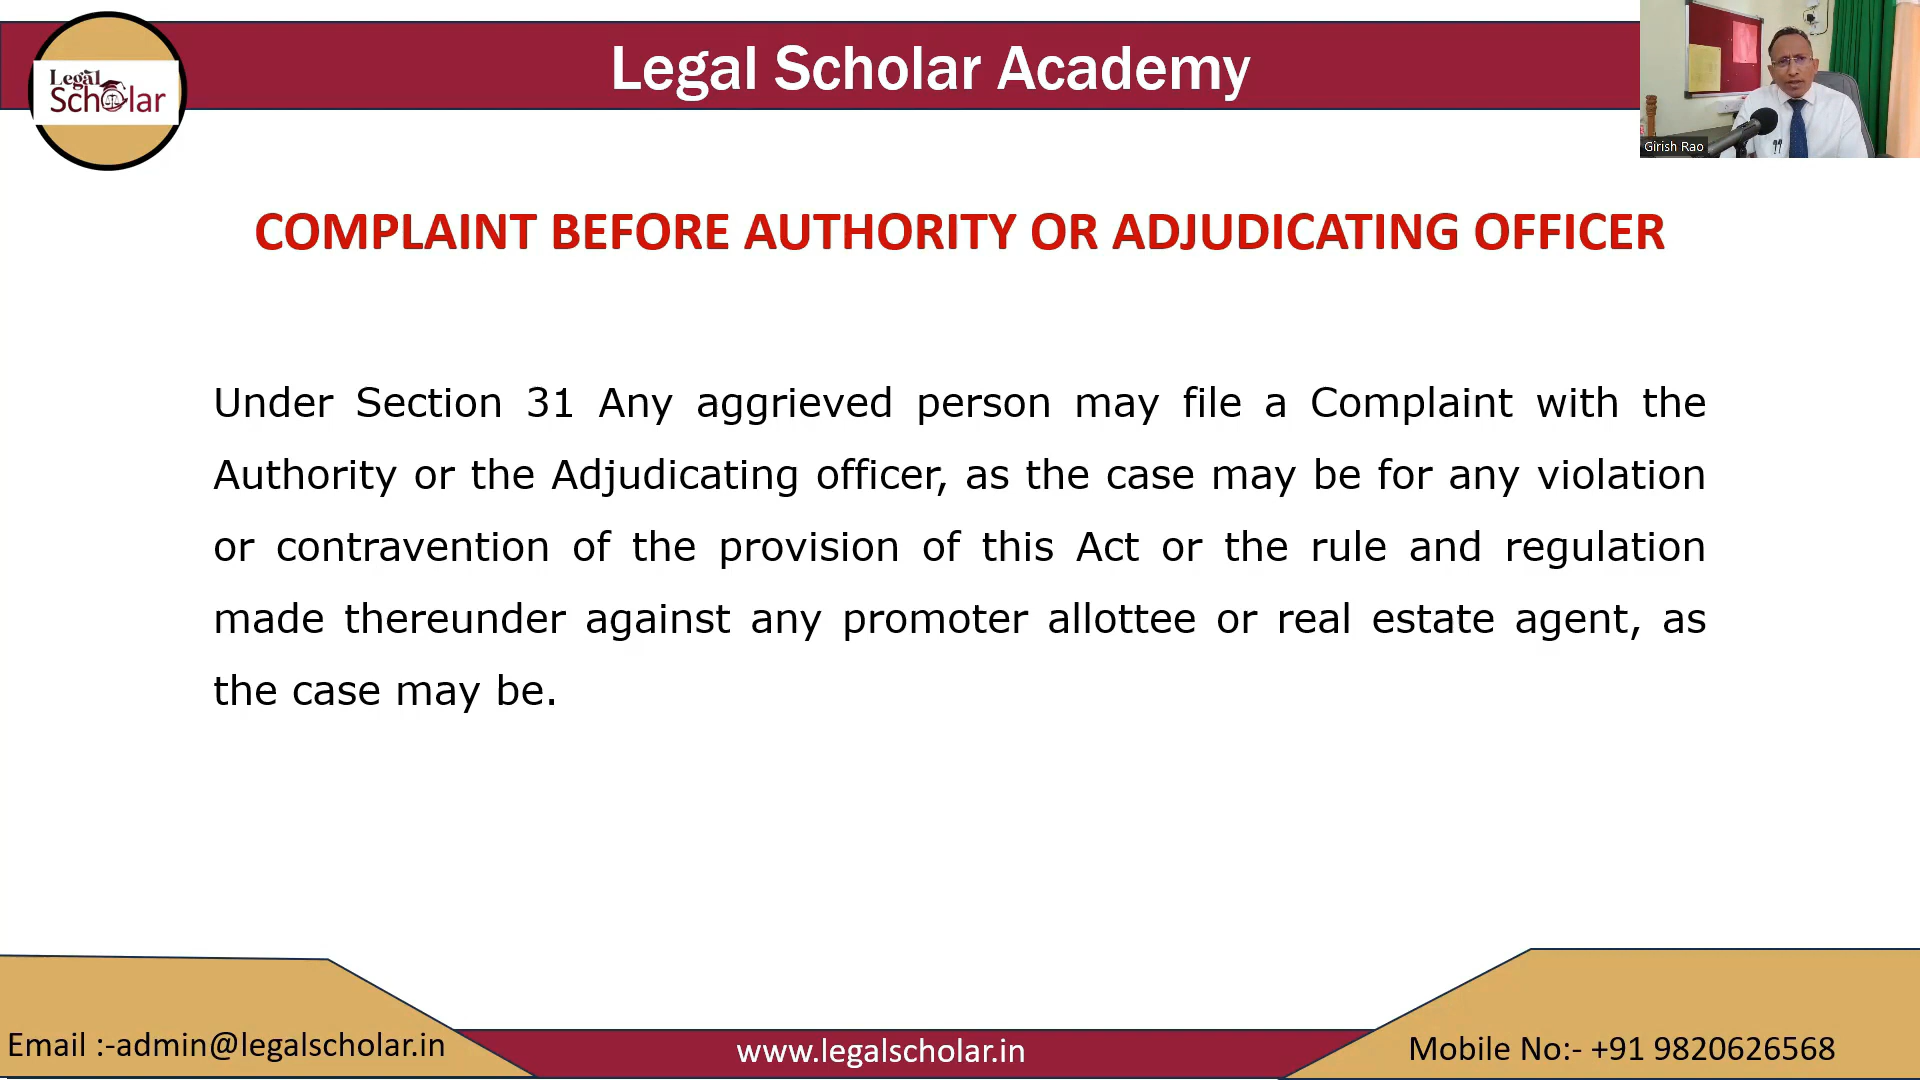 Legal Scholar Academy
Legal
Scholar
Girish Rao
COMPLAINT BEFORE AUTHORITY OR ADJUDICATING OFFICER
Under Section 31 Any aggrieved person may file a Complaint with the
Authority or the Adjudicating officer, as the case may be for any violation
or contravention of the provision of this Act or the rule and regulation
made thereunder against any promoter allottee or real estate agent, as
the case may be.
Email :-admin@legalscholar.in
www.legalscholar.in
Mobile No:- +91 9820626568